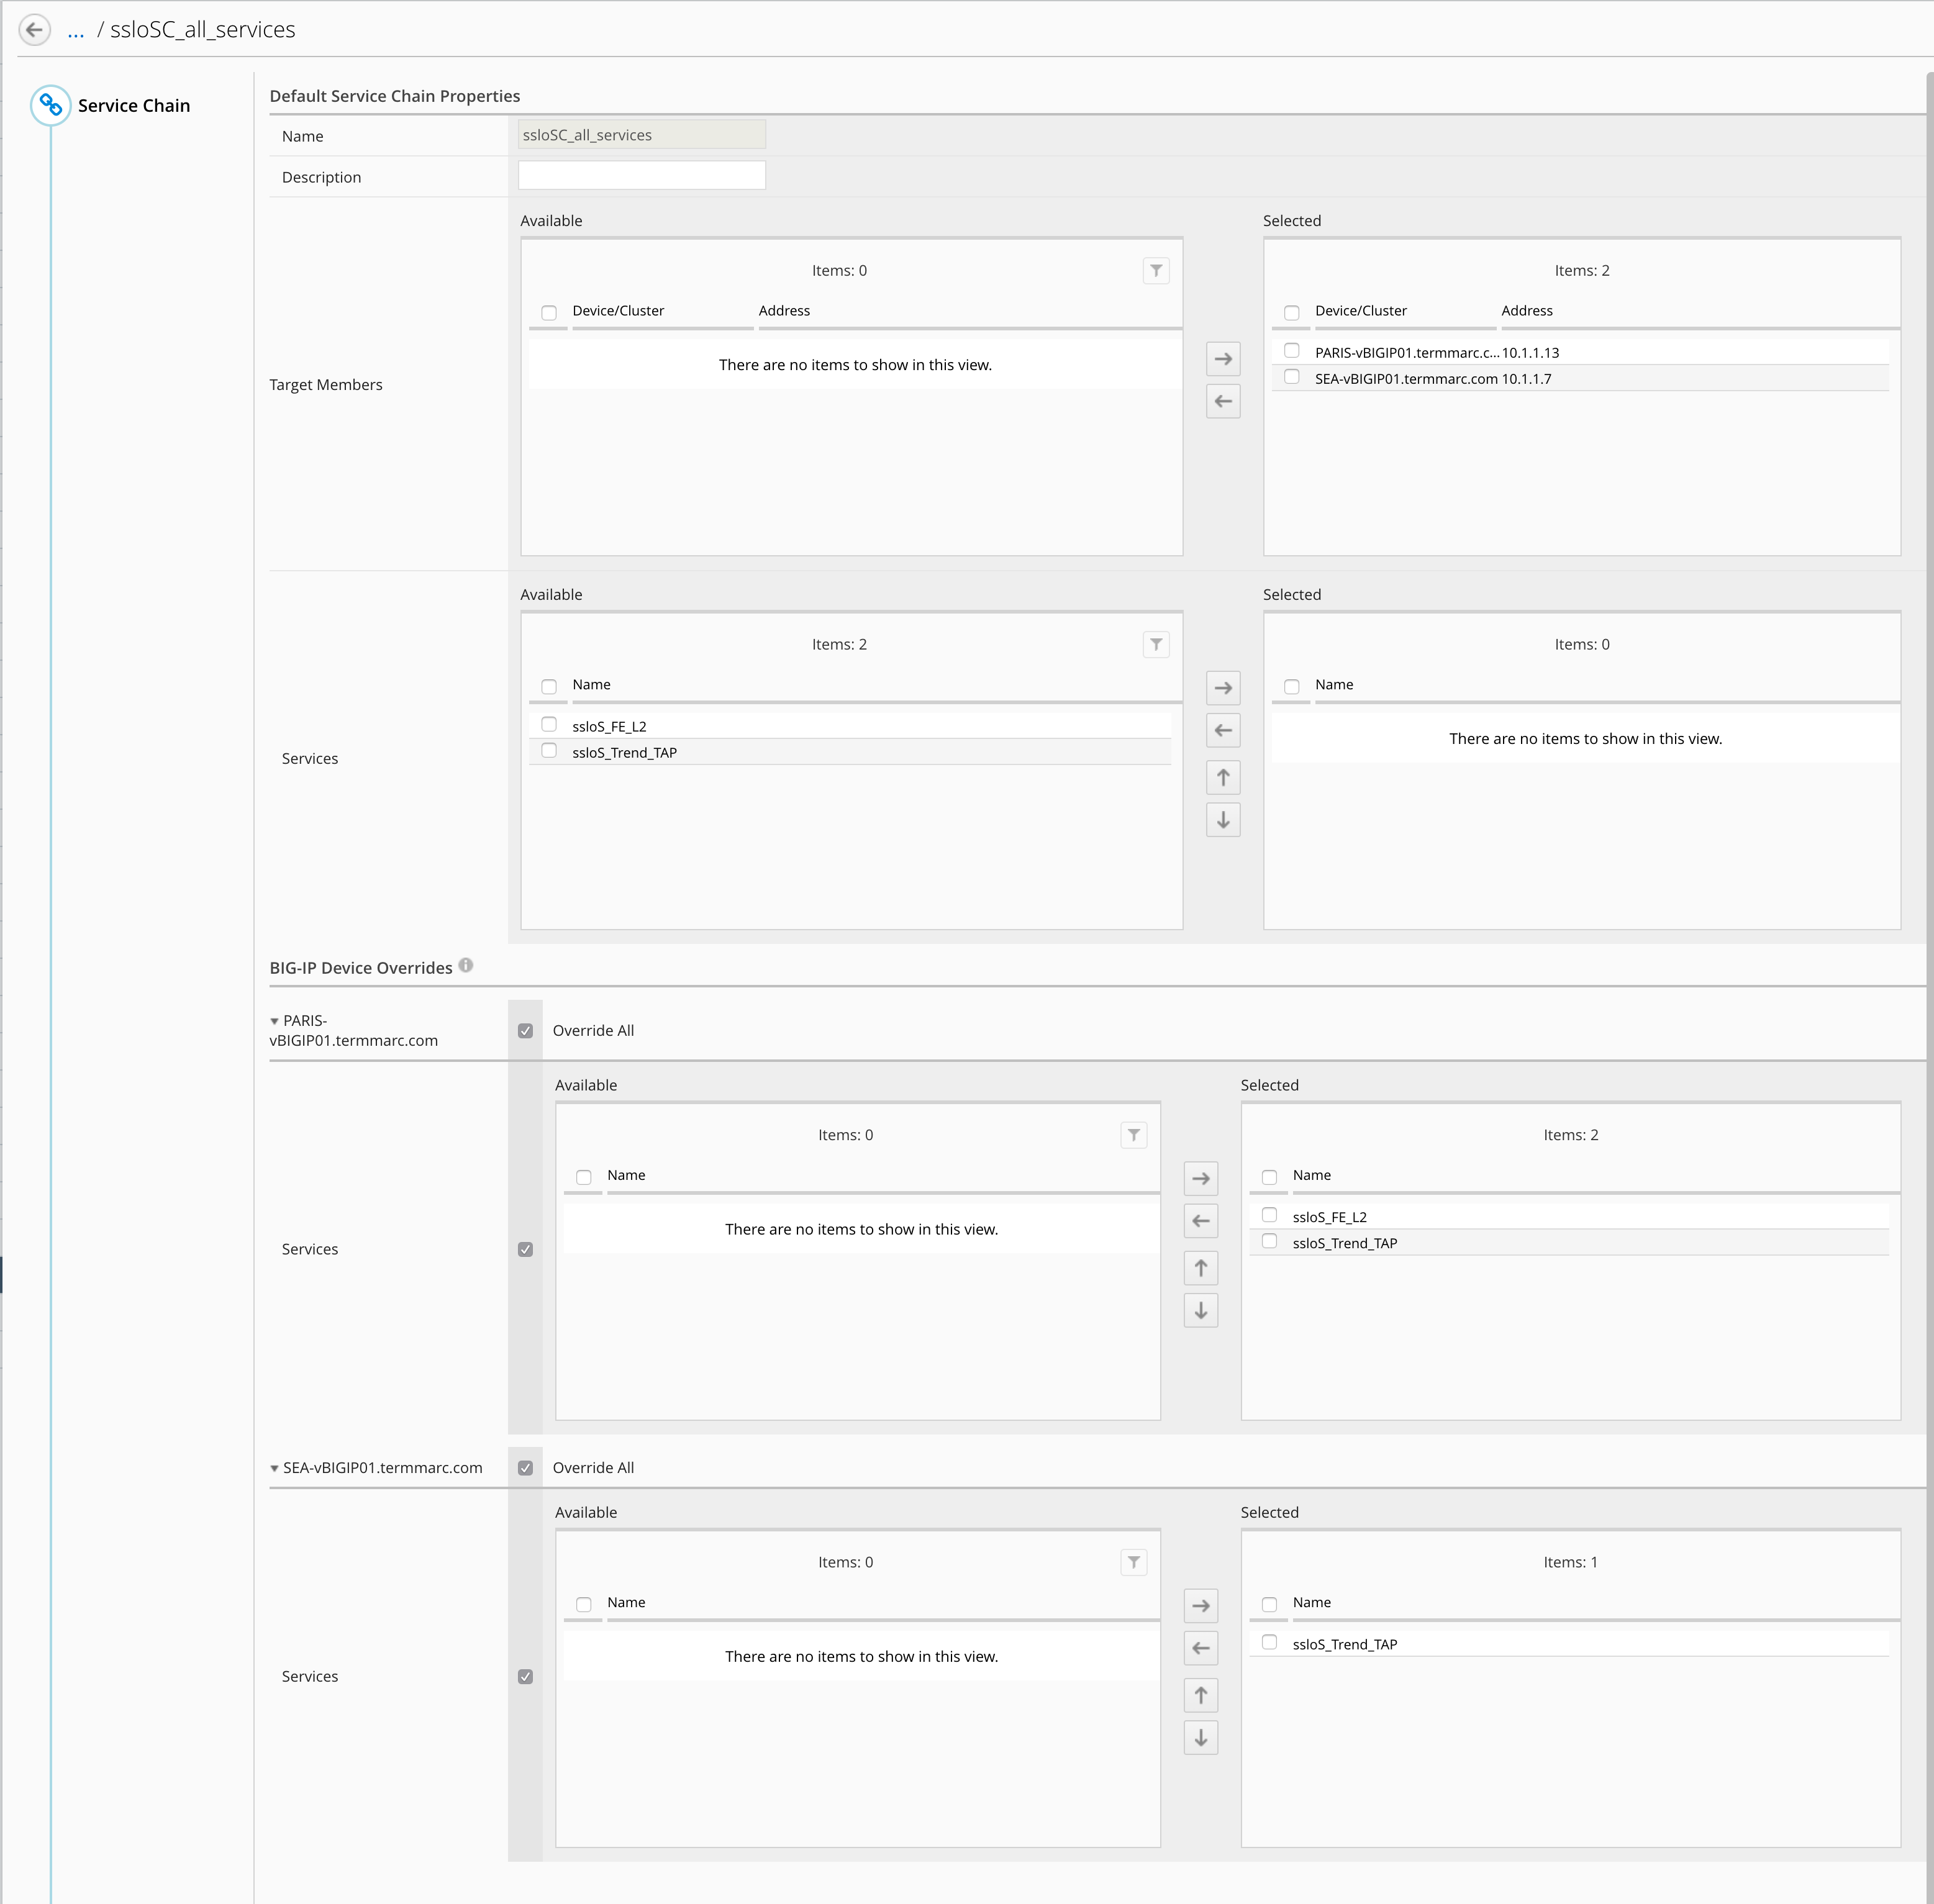 ... / ssloSC_all_services
Service Chain
Default Service Chain Properties
Name
ssloSC_all_services
Description
Target Members
Available
Items: 0
Device/Cluster Address
There are no items to show in this view.
Selected
Items: 2
Device/Cluster Address
PARIS-vBIGIP01.termmarc.c... 10.1.1.13
SEA-vBIGIP01.termmarc.com 10.1.1.7
Services
Available
Items: 2
Name
ssloS_FE_L2
ssloS_Trend_TAP
Selected
Items: 0
Name
There are no items to show in this view.
BIG-IP Device Overrides
PARIS-
vBIGIP01.termmarc.com
Override All
Services
Available
Items: 0
Name
There are no items to show in this view.
Selected
Items: 2
Name
ssloS_FE_L2
ssloS_Trend_TAP
SEA-vBIGIP01.termmarc.com
Override All
Services
Available
Items: 0
Name
There are no items to show in this view.
Selected
Items: 1
Name
ssloS_Trend_TAP